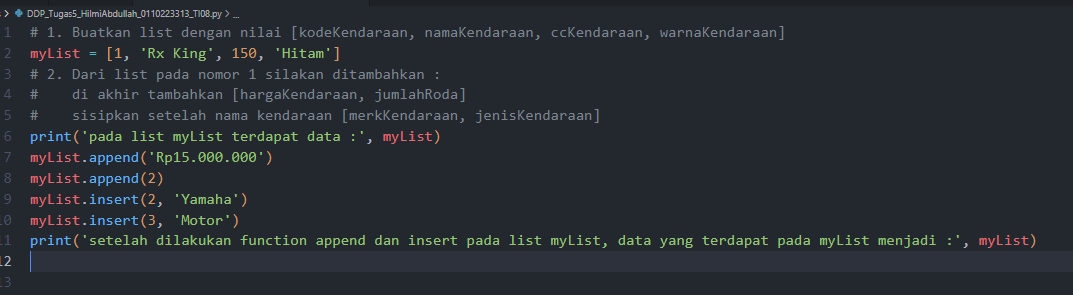 > DDP_Tugas5_HilmiAbdullah_0110223313_TI08.py > ...
1 # 1. Buatkan list dengan nilai [kodeKendaraan, namaKendaraan, ccKendaraan, warnaKendaraan]
2 myList = [1, 'Rx King', 150, 'Hitam']
3 # 2. Dari list pada nomor 1 silakan ditambahkan :
4 #    di akhir tambahkan [hargaKendaraan, jumlahRoda]
5 #    sisipkan setelah nama kendaraan [merkKendaraan, jenisKendaraan]
6 print('pada list myList terdapat data :', myList)
7 myList.append('Rp15.000.000')
8 myList.append(2)
9 myList.insert(2, 'Yamaha')
10 myList.insert(3, 'Motor')
11 print('setelah dilakukan function append dan insert pada list myList, data yang terdapat pada myList menjadi :', myList)
12
13